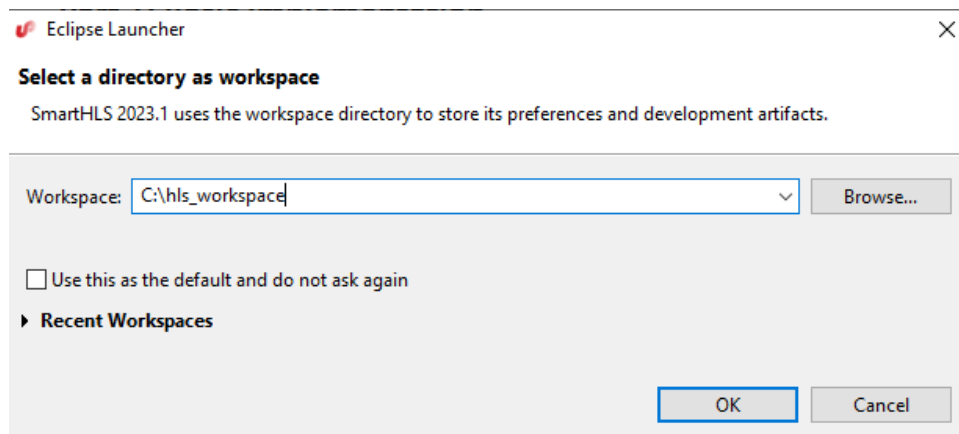 Eclipse Launcher
Select a directory as workspace
SmartHLS 2023.1 uses the workspace directory to store its preferences and development artifacts.
Workspace: C:\hls_workspace Browse...
Use this as the default and do not ask again
Recent Workspaces
OK Cancel